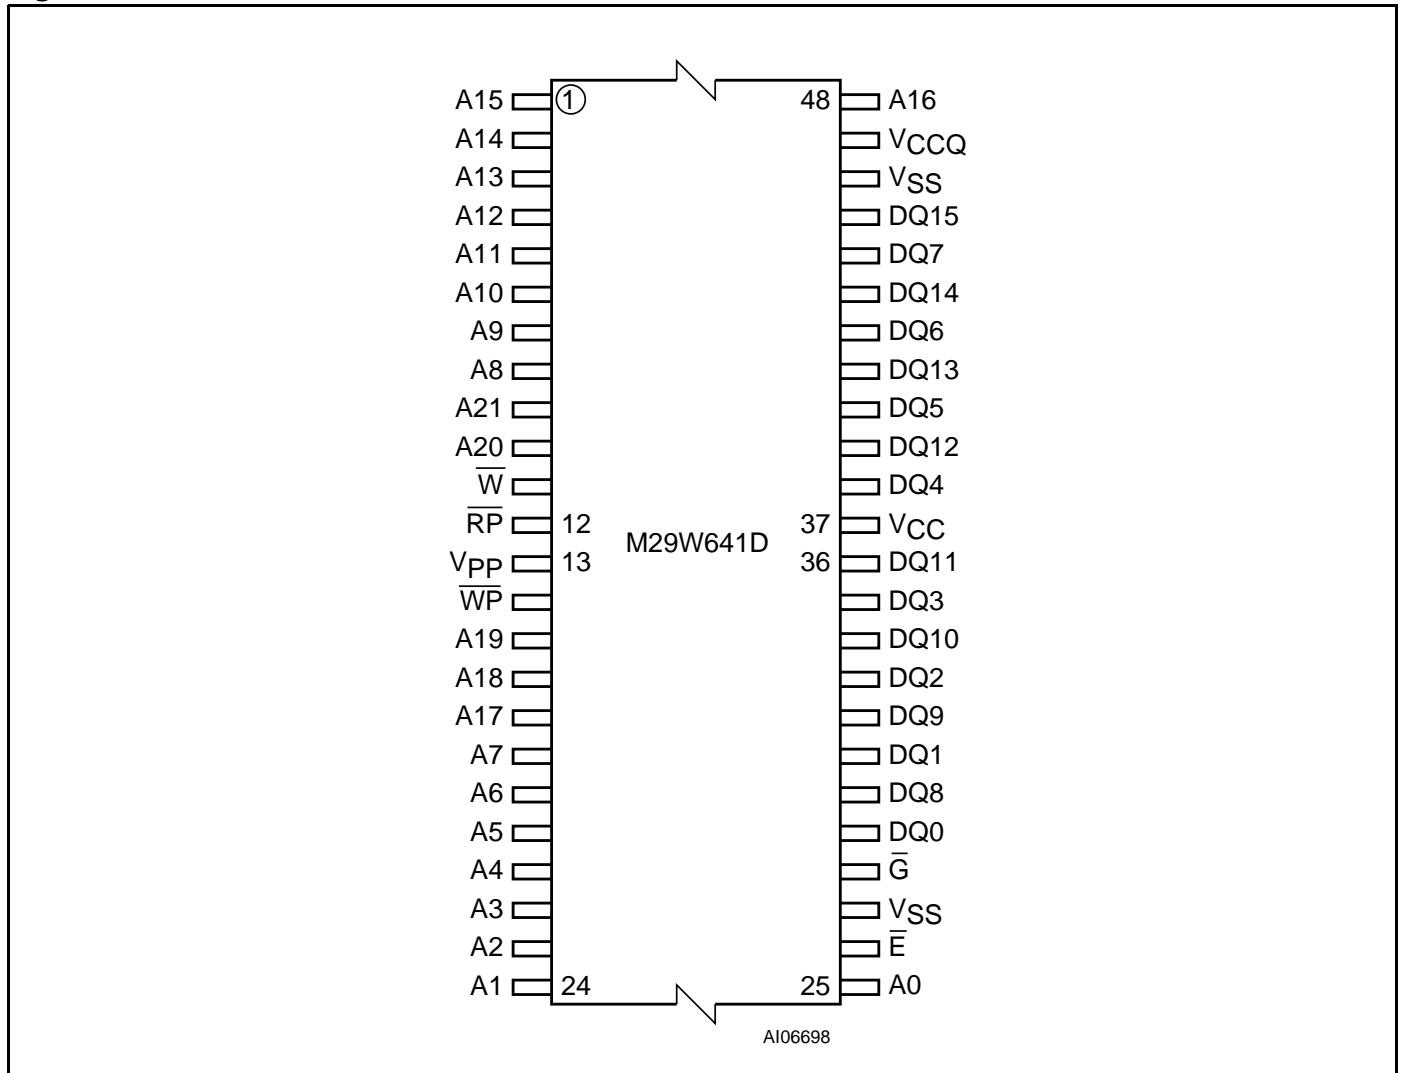 A15 1 48 A16
A14 VCCQ
A13 VSS
A12 DQ15
A11 DQ7
A10 DQ14
A9 DQ6
A8 DQ13
A21 DQ5
A20 DQ12
W̅ DQ4
R̅P̅ 12 37 VCC
M29W641D
VPP 13 36 DQ11
W̅P̅ DQ3
A19 DQ10
A18 DQ2
A17 DQ9
A7 DQ1
A6 DQ8
A5 DQ0
A4 G̅
A3 VSS
A2 E̅
A1 24 25 A0
AI06698